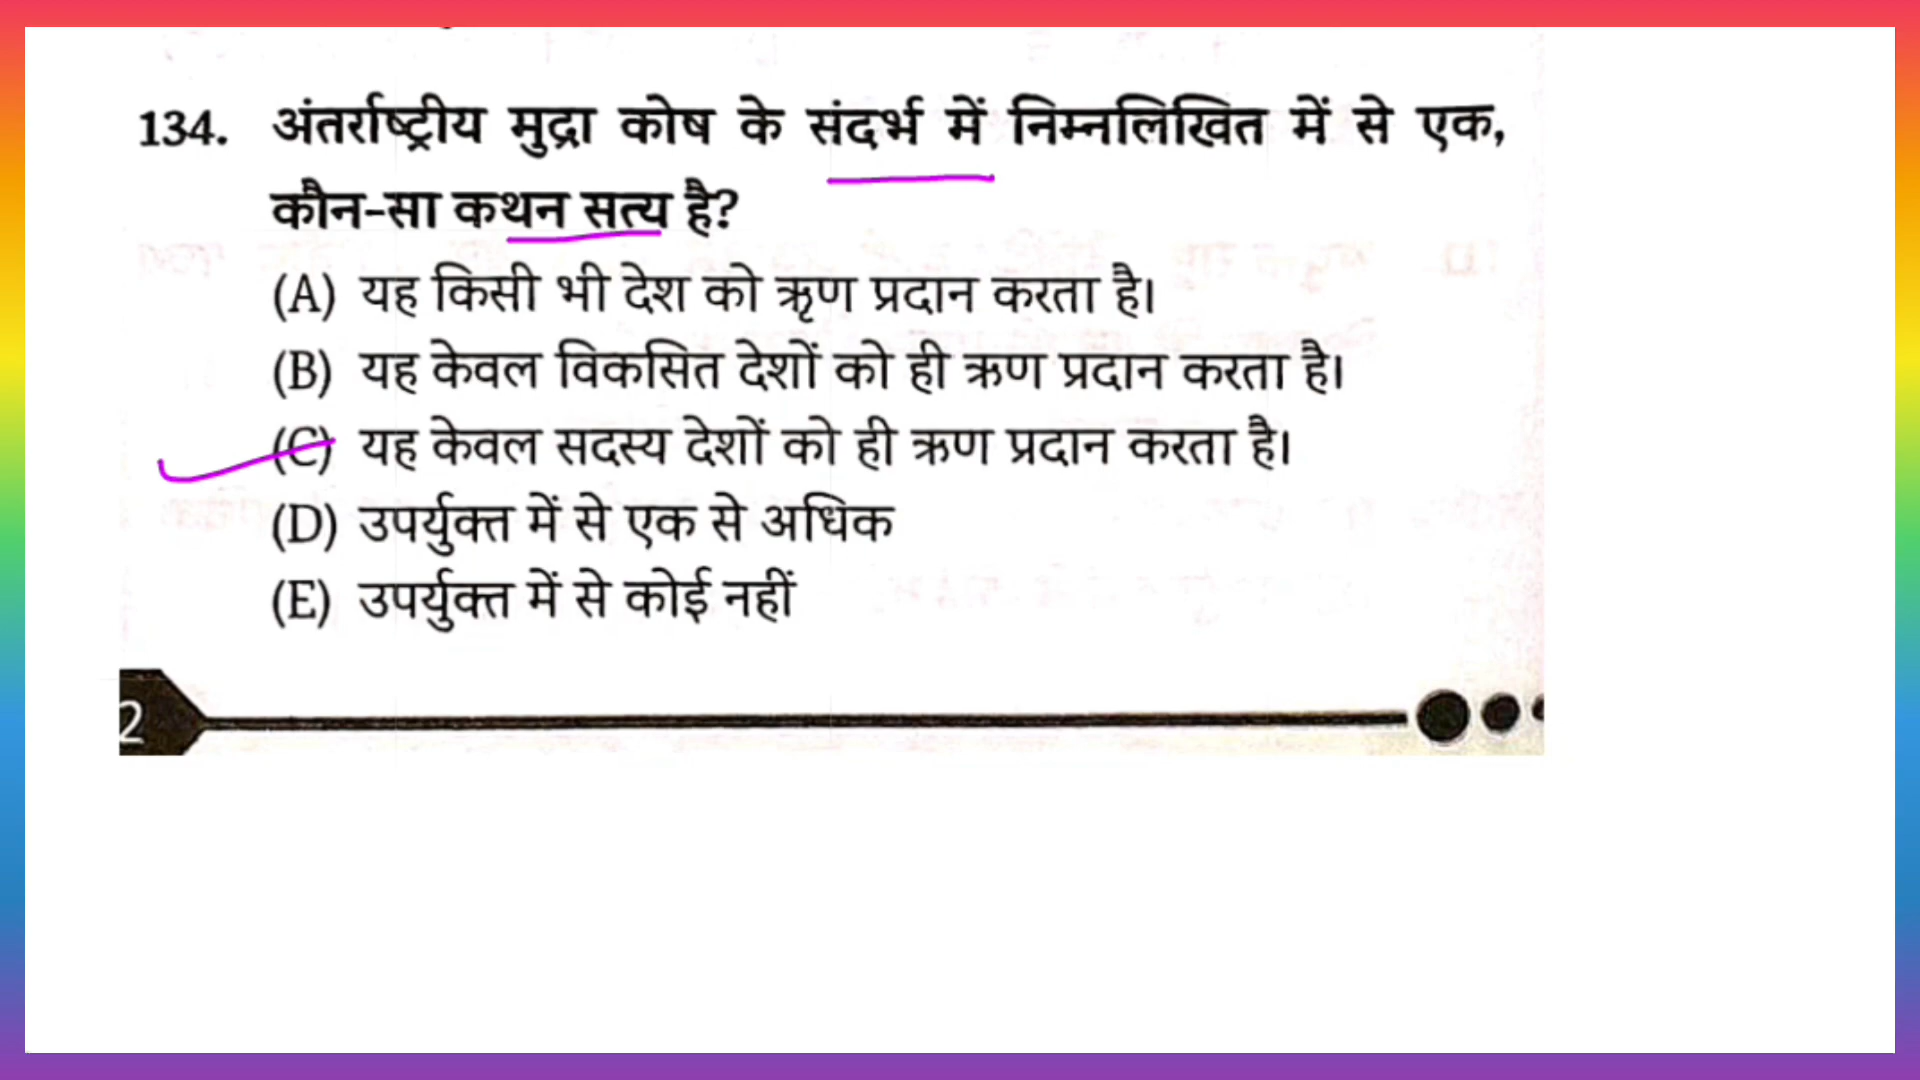 134. अंतर्राष्ट्रीय मुद्रा कोष के संदर्भ में निम्नलिखित में से एक,
कौन-सा कथन सत्य है?
(A) यह किसी भी देश को ऋण प्रदान करता है।
(B) यह केवल विकसित देशों को ही ऋण प्रदान करता है।
(C) यह केवल सदस्य देशों को ही ऋण प्रदान करता है।
(D) उपर्युक्त में से एक से अधिक
(E) उपर्युक्त में से कोई नहीं
2